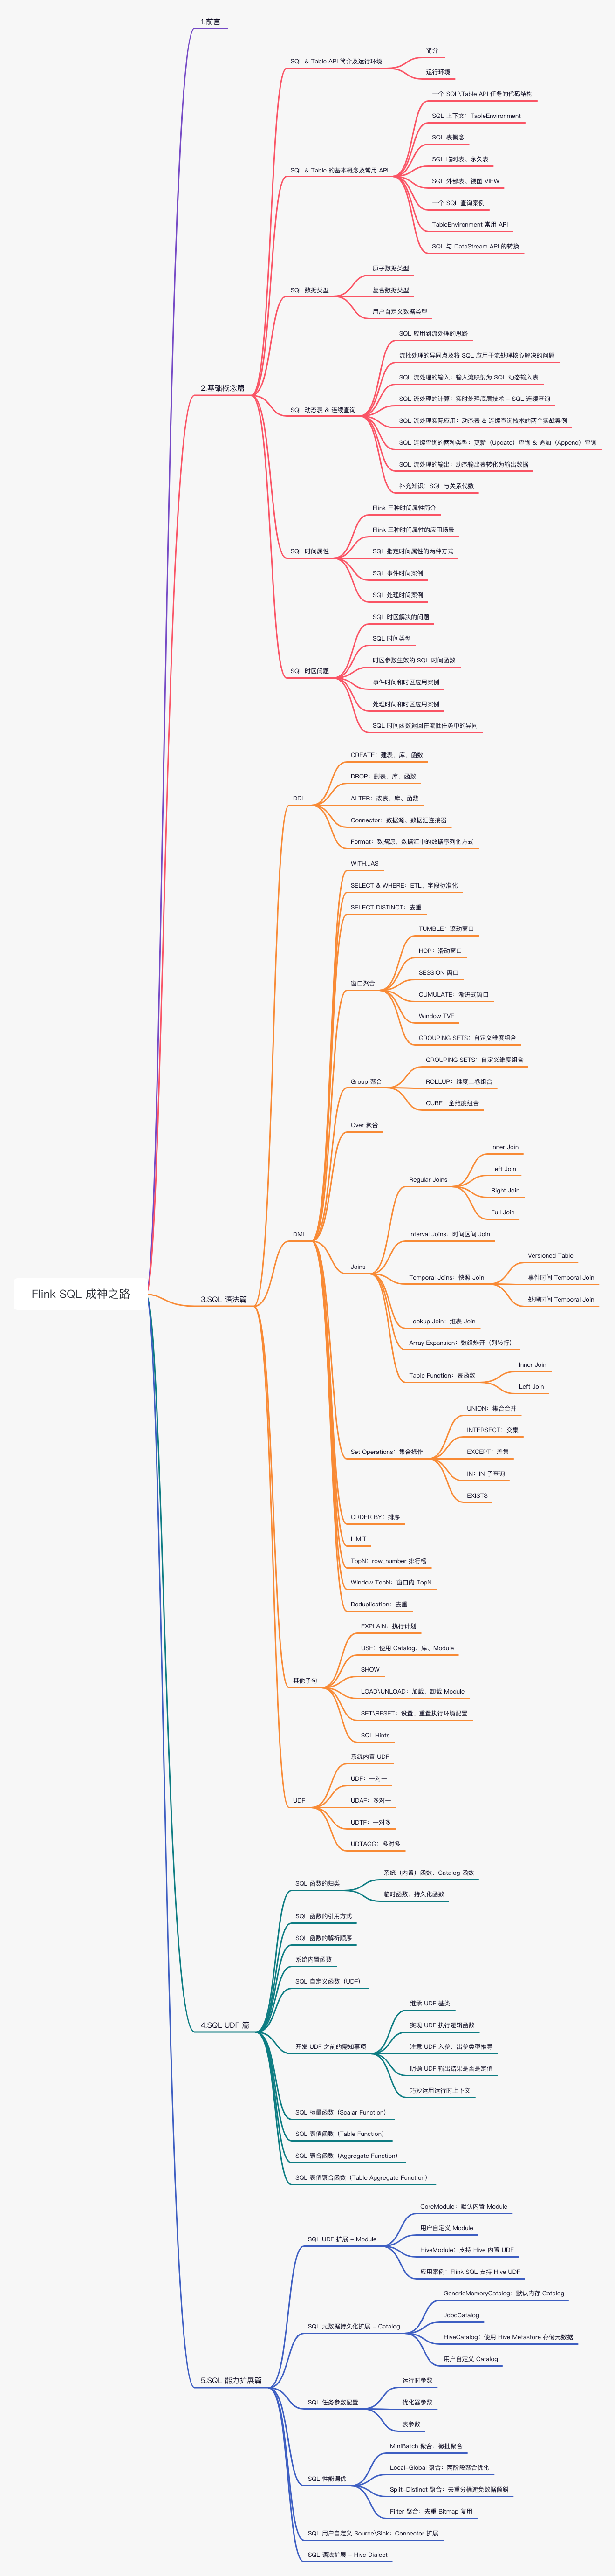 1.前言
SQL & Table API 简介及运行环境
简介
运行环境
SQL & Table 的基本概念及常用 API
一个 SQL\Table API 任务的代码结构
SQL 上下文：TableEnvironment
SQL 表概念
SQL 临时表、永久表
SQL 外部表、视图 VIEW
一个 SQL 查询案例
TableEnvironment 常用 API
SQL 与 DataStream API 的转换
SQL 数据类型
原子数据类型
复合数据类型
用户自定义数据类型
2.基础概念篇
SQL 动态表 & 连续查询
SQL 应用到流处理的思路
流批处理的异同点及将 SQL 应用于流处理核心解决的问题
SQL 流处理的输入：输入流映射为 SQL 动态输入表
SQL 流处理的计算：实时处理底层技术 - SQL 连续查询
SQL 流处理实际应用：动态表 & 连续查询技术的两个实战案例
SQL 连续查询的两种类型：更新（Update）查询 & 追加（Append）查询
SQL 流处理的输出：动态输出表转化为输出数据
补充知识：SQL 与关系代数
SQL 时间属性
Flink 三种时间属性简介
Flink 三种时间属性的应用场景
SQL 指定时间属性的两种方式
SQL 事件时间案例
SQL 处理时间案例
SQL 时区问题
SQL 时区解决的问题
SQL 时间类型
时区参数生效的 SQL 时间函数
事件时间和时区应用案例
处理时间和时区应用案例
SQL 时间函数返回在流批任务中的异同
DDL
CREATE：建表、库、函数
DROP：删表、库、函数
ALTER：改表、库、函数
Connector：数据源、数据汇连接器
Format：数据源、数据汇中的数据序列化方式
WITH...AS
SELECT & WHERE：ETL、字段标准化
SELECT DISTINCT：去重
窗口聚合
TUMBLE：滚动窗口
HOP：滑动窗口
SESSION 窗口
CUMULATE：渐进式窗口
Window TVF
GROUPING SETS：自定义维度组合
Group 聚合
GROUPING SETS：自定义维度组合
ROLLUP：维度上卷组合
CUBE：全维度组合
Over 聚合
DML
Joins
Regular Joins
Inner Join
Left Join
Right Join
Full Join
Interval Joins：时间区间 Join
Temporal Joins：快照 Join
Versioned Table
事件时间 Temporal Join
处理时间 Temporal Join
Flink SQL 成神之路
3.SQL 语法篇
Lookup Join：维表 Join
Array Expansion：数组炸开（列转行）
Table Function：表函数
Inner Join
Left Join
Set Operations：集合操作
UNION：集合合并
INTERSECT：交集
EXCEPT：差集
IN：IN 子查询
EXISTS
ORDER BY：排序
LIMIT
TopN：row_number 排行榜
Window TopN：窗口内 TopN
Deduplication：去重
其他子句
EXPLAIN：执行计划
USE：使用 Catalog、库、Module
SHOW
LOAD\UNLOAD：加载、卸载 Module
SET\RESET：设置、重置执行环境配置
SQL Hints
UDF
系统内置 UDF
UDF：一对一
UDAF：多对一
UDTF：一对多
UDTAGG：多对多
SQL 函数的归类
系统（内置）函数、Catalog 函数
临时函数、持久化函数
SQL 函数的引用方式
SQL 函数的解析顺序
系统内置函数
SQL 自定义函数（UDF）
4.SQL UDF 篇
开发 UDF 之前的需知事项
继承 UDF 基类
实现 UDF 执行逻辑函数
注意 UDF 入参、出参类型推导
明确 UDF 输出结果是否是定值
巧妙运用运行时上下文
SQL 标量函数（Scalar Function）
SQL 表值函数（Table Function）
SQL 聚合函数（Aggregate Function）
SQL 表值聚合函数（Table Aggregate Function）
SQL UDF 扩展 - Module
CoreModule：默认内置 Module
用户自定义 Module
HiveModule：支持 Hive 内置 UDF
应用案例：Flink SQL 支持 Hive UDF
SQL 元数据持久化扩展 - Catalog
GenericMemoryCatalog：默认内存 Catalog
JdbcCatalog
HiveCatalog：使用 Hive Metastore 存储元数据
用户自定义 Catalog
5.SQL 能力扩展篇
SQL 任务参数配置
运行时参数
优化器参数
表参数
SQL 性能调优
MiniBatch 聚合：微批聚合
Local-Global 聚合：两阶段聚合优化
Split-Distinct 聚合：去重分桶避免数据倾斜
Filter 聚合：去重 Bitmap 复用
SQL 用户自定义 Source\Sink：Connector 扩展
SQL 语法扩展 - Hive Dialect